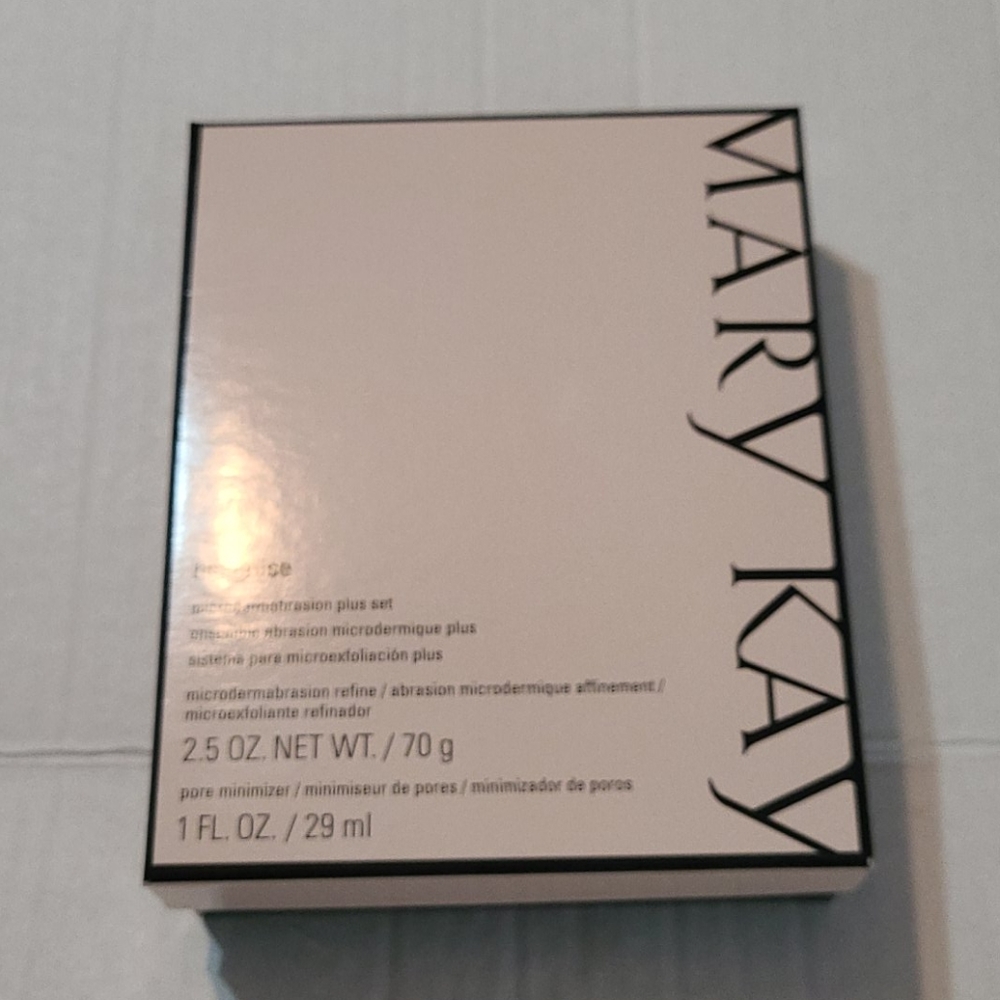 MARY KAY
microdermabrasion plus set
abrasion microdermique plus
sistema para microexfoliación plus
microdermabrasion refine / abrasion microdermique affinement /
microexfoliante refinador
2.5 OZ. NET WT. / 70 g
pore minimizer / minimiseur de pores / minimizador de poros
1 FL. OZ. / 29 ml